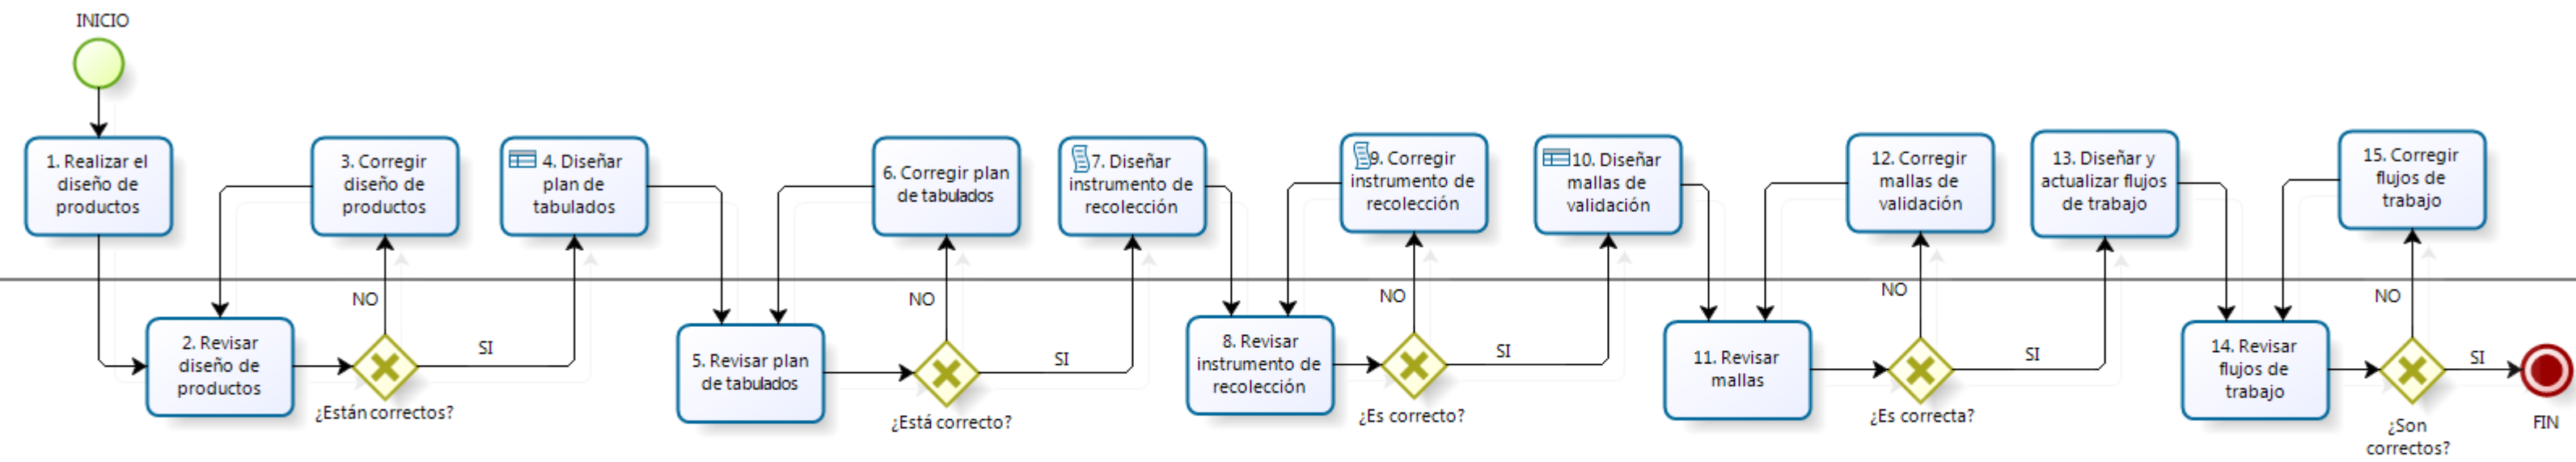 INICIO
1. Realizar el
diseño de
productos
2. Revisar
diseño de
productos
¿Están correctos?
NO
3. Corregir
diseño de
productos
SI
4. Diseñar
plan de
tabulados
5. Revisar plan
de tabulados
¿Está correcto?
NO
6. Corregir plan
de tabulados
SI
7. Diseñar
instrumento de
recolección
8. Revisar
instrumento de
recolección
¿Es correcto?
NO
9. Corregir
instrumento de
recolección
SI
10. Diseñar
mallas de
validación
11. Revisar
mallas
¿Es correcta?
NO
12. Corregir
mallas de
validación
SI
13. Diseñar y
actualizar flujos
de trabajo
14. Revisar
flujos de
trabajo
¿Son
correctos?
NO
15. Corregir
flujos de
trabajo
SI
FIN